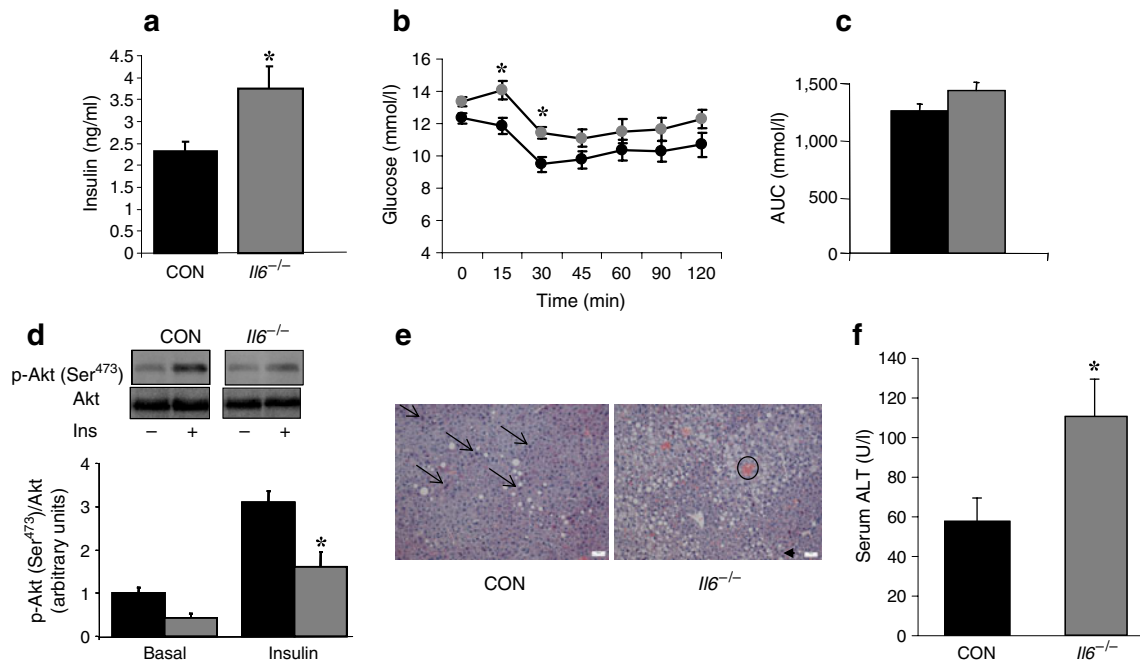 a
Insulin (ng/ml)
4.5
4
3.5
3
2.5
2
1.5
1
0.5
0
*
CON
Il6−/−
b
Glucose (mmol/l)
16
14
12
10
8
6
4
*
*
0 15 30 45 60 90 120
Time (min)
c
AUC (mmol/l)
1,500
1,000
500
0
d
CON
Il6−/−
p-Akt (Ser473)
Akt
Ins
− + − +
p-Akt (Ser473)/Akt
(arbitrary units)
4
3
2
1
0
*
Basal
Insulin
e
CON
Il6−/−
f
Serum ALT (U/l)
140
120
100
80
60
40
20
0
*
CON
Il6−/−